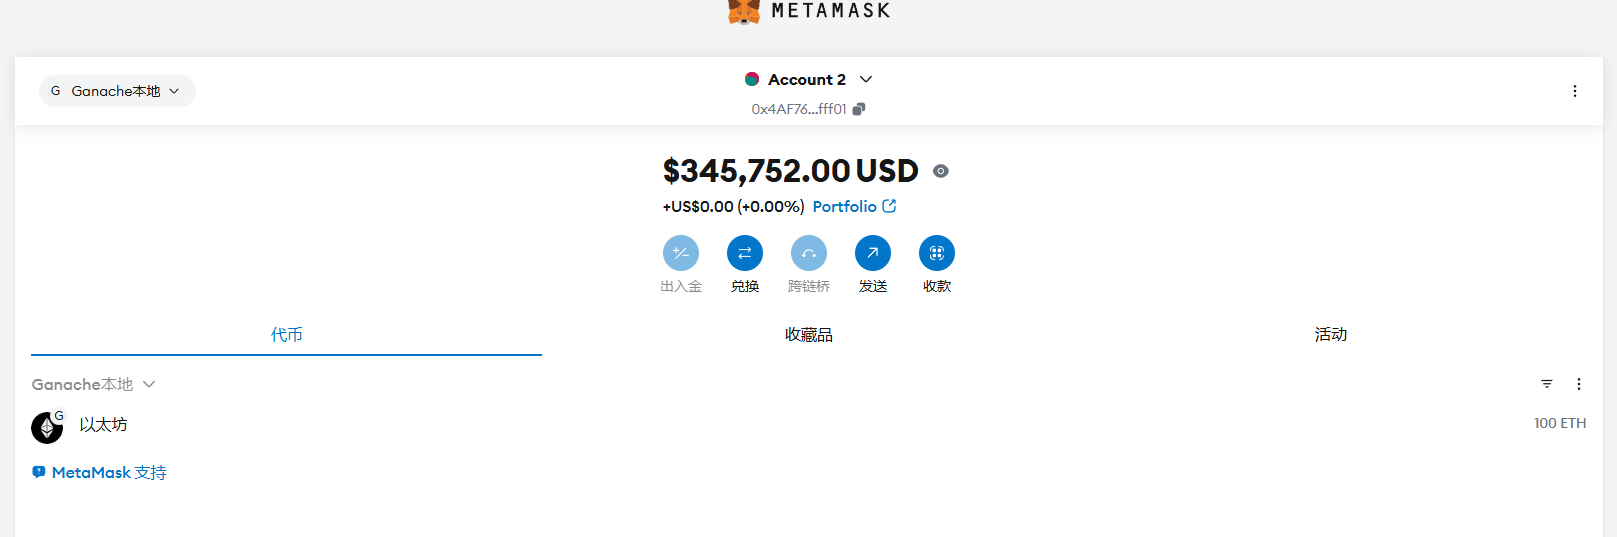 METAMASK
G Ganache本地
Account 2
0x4AF76...fff01
$345,752.00 USD
+US$0.00 (+0.00%) Portfolio
出入金 兑换 跨链桥 发送 收款
代币 收藏品 活动
Ganache本地
G
以太坊 100 ETH
MetaMask 支持